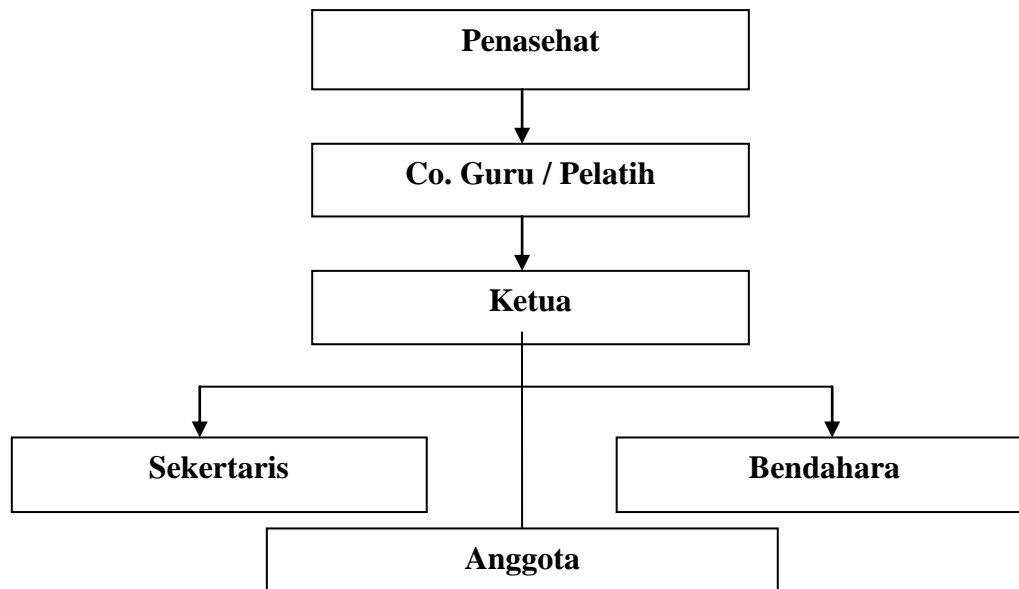 Penasehat
Co. Guru / Pelatih
Ketua
Sekertaris
Bendahara
Anggota